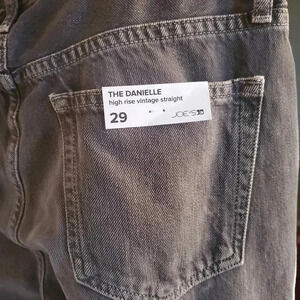 THE DANIELLE
high rise vintage straight
29
JOE'S